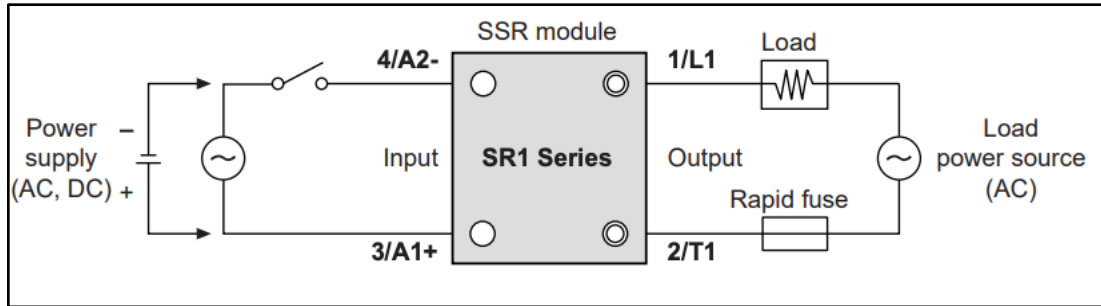 SSR module
4/A2-
1/L1
Load
Power
supply
(AC, DC)
−
+
Input
SR1 Series
Output
Load
power source
(AC)
Rapid fuse
3/A1+
2/T1